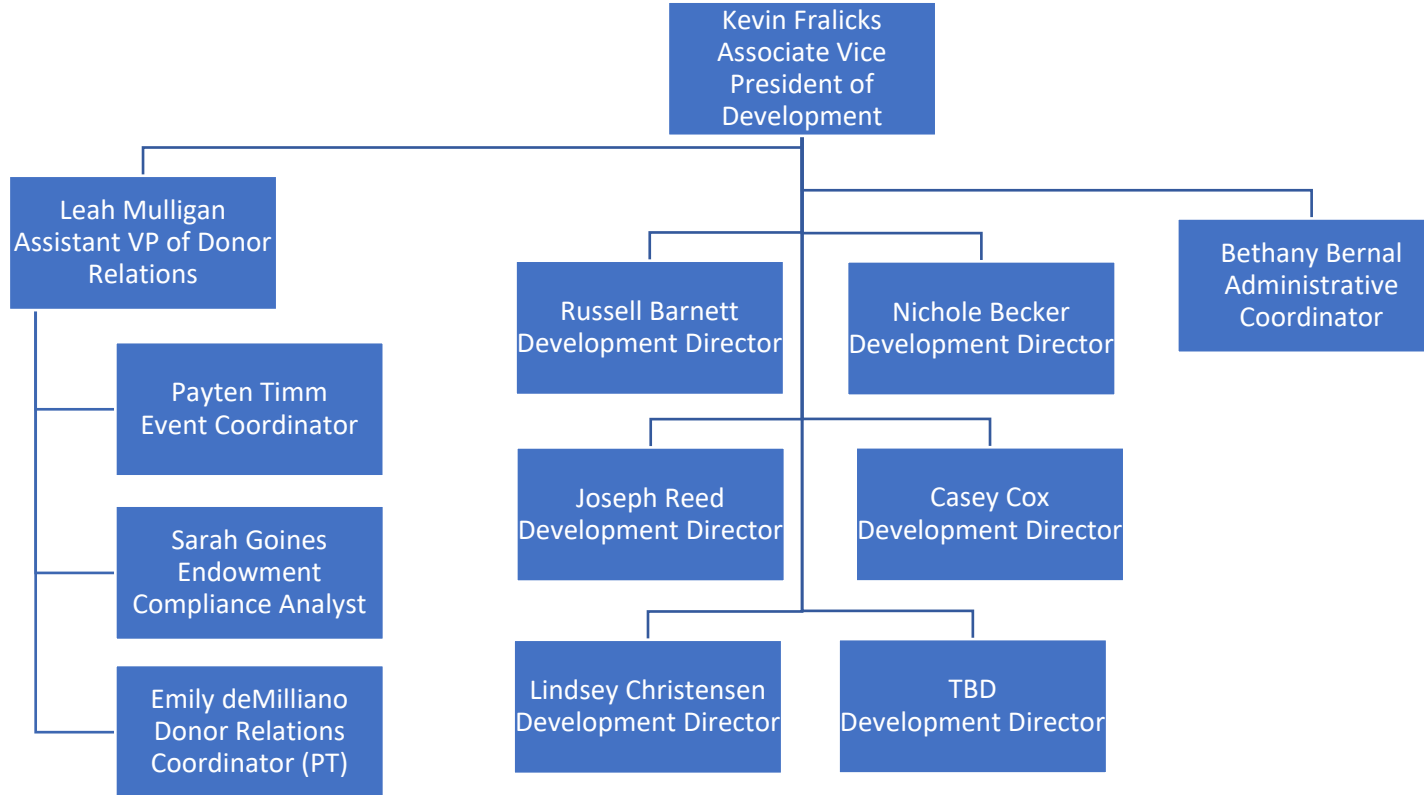 Kevin Fralicks
Associate Vice
President of
Development
Leah Mulligan
Assistant VP of Donor
Relations
Bethany Bernal
Administrative
Coordinator
Russell Barnett
Development Director
Nichole Becker
Development Director
Payten Timm
Event Coordinator
Joseph Reed
Development Director
Casey Cox
Development Director
Sarah Goines
Endowment
Compliance Analyst
Lindsey Christensen
Development Director
TBD
Development Director
Emily deMilliano
Donor Relations
Coordinator (PT)